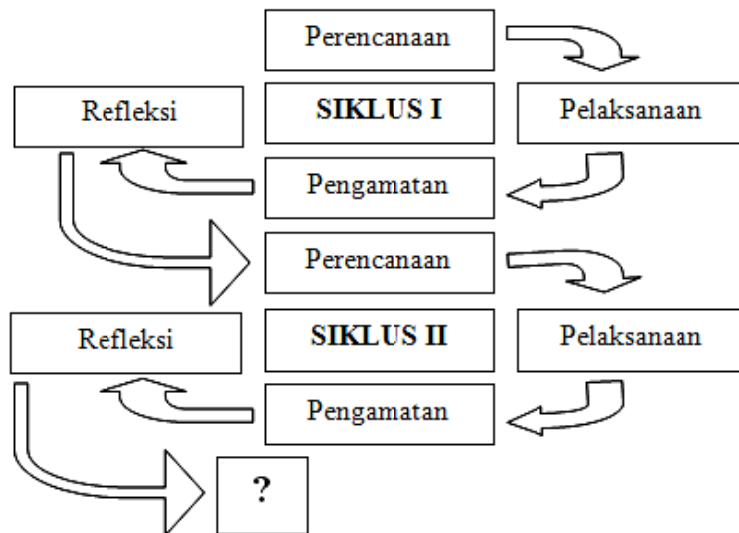 Perencanaan
Refleksi
SIKLUS I
Pelaksanaan
Pengamatan
Perencanaan
Refleksi
SIKLUS II
Pelaksanaan
Pengamatan
?